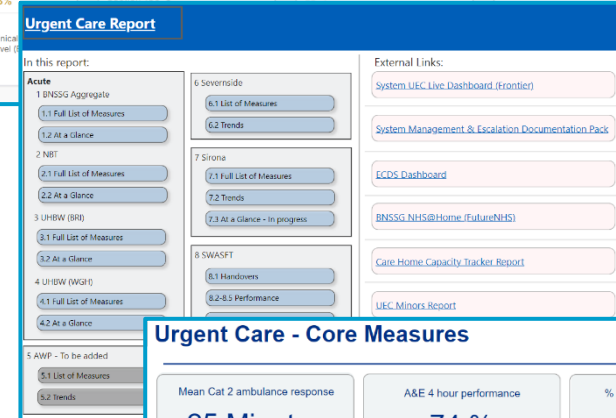 Urgent Care Report
In this report:
Acute
1 BNSSG Aggregate
1.1 Full List of Measures
1.2 At a Glance
2 NBT
2.1 Full List of Measures
2.2 At a Glance
3 UHBW (BRI)
3.1 Full List of Measures
3.2 At a Glance
4 UHBW (WGH)
4.1 Full List of Measures
4.2 At a Glance
5 AWP - To be added
5.1 List of Measures
5.2 Trends
6 Severnside
6.1 List of Measures
6.2 Trends
7 Sirona
7.1 Full List of Measures
7.2 Trends
7.3 At a Glance - In progress
8 SWASFT
8.1 Handovers
8.2-8.5 Performance
External Links:
System UEC Live Dashboard (Frontier)
System Management & Escalation Documentation Pack
ECDS Dashboard
BNSSG NHS@Home (FutureNHS)
Care Home Capacity Tracker Report
UEC Minors Report
Urgent Care - Core Measures
Mean Cat 2 ambulance response
A&E 4 hour performance
%